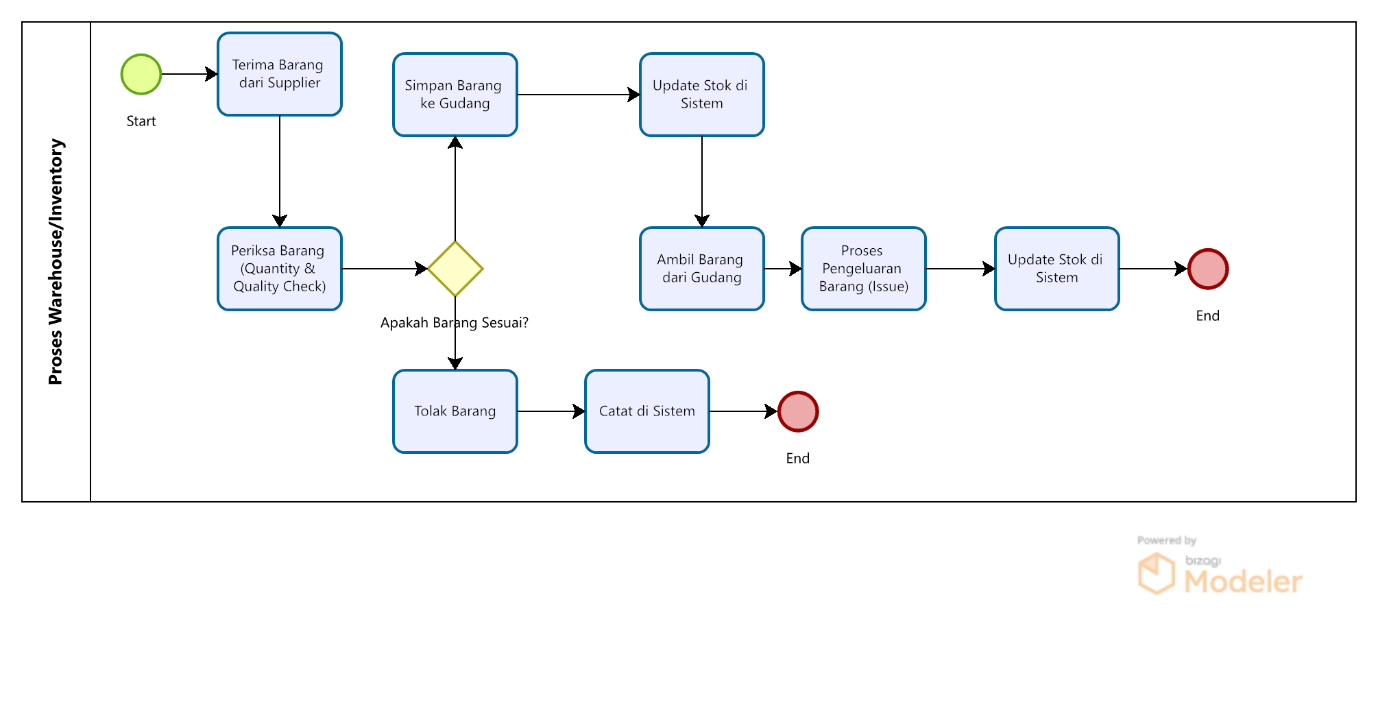 Proses Warehouse/Inventory
Start
Terima Barang
dari Supplier
Periksa Barang
(Quantity &
Quality Check)
Apakah Barang Sesuai?
Simpan Barang
ke Gudang
Update Stok di
Sistem
Ambil Barang
dari Gudang
Proses
Pengeluaran
Barang (Issue)
Update Stok di
Sistem
End
Tolak Barang
Catat di Sistem
End
Powered by
bizagi
Modeler